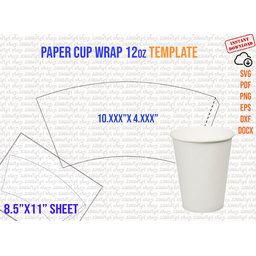 PAPER CUP WRAP 12oz TEMPLATE
INSTANT
DOWNLOAD
SVG
PDF
PNG
EPS
DXF
DOCX
10.XXX"X 4.XXX"
8.5"X11" SHEET